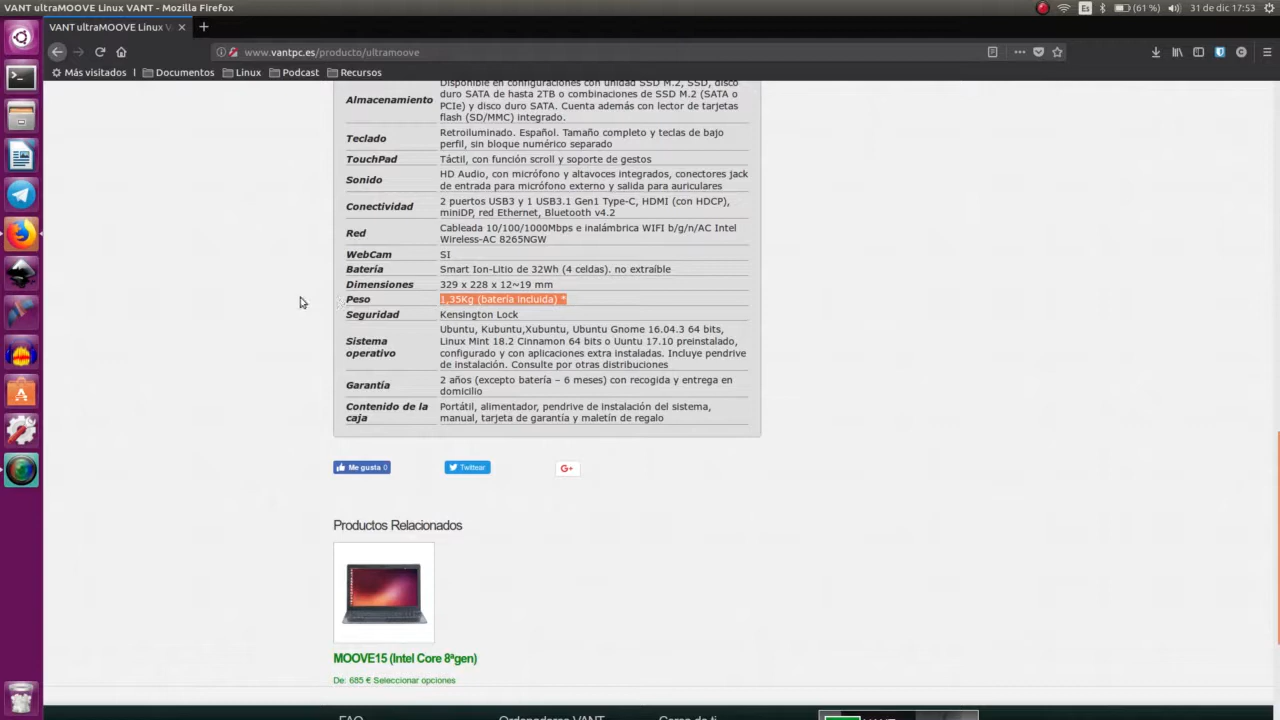 VANT ultraMOOVE Linux VANT - Mozilla Firefox
Es
(61 %)
31 de dic 17:53
VANT ultraMOOVE Linux V
www.vantpc.es/producto/ultramoove
Más visitados
Documentos
Linux
Podcast
Recursos
Disponible en configuraciones con unidad SSD M.2, SSD, disco
Almacenamiento
duro SATA de hasta 2TB o combinaciones de SSD M.2 (SATA o
PCIe) y disco duro SATA. Cuenta además con lector de tarjetas
flash (SD/MMC) integrado.
Teclado
Retroiluminado. Español. Tamaño completo y teclas de bajo
perfil, sin bloque numérico separado
TouchPad
Táctil, con función scroll y soporte de gestos
Sonido
HD Audio, con micrófono y altavoces integrados, conectores jack
de entrada para micrófono externo y salida para auriculares
Conectividad
2 puertos USB3 y 1 USB3.1 Gen1 Type-C, HDMI (con HDCP),
miniDP, red Ethernet, Bluetooth v4.2
Red
Cableada 10/100/1000Mbps e inalámbrica WIFI b/g/n/AC Intel
Wireless-AC 8265NGW
WebCam
SI
Batería
Smart Ion-Litio de 32Wh (4 celdas). no extraíble
Dimensiones
329 x 228 x 12~19 mm
Peso
1,35Kg (batería incluida) *
Seguridad
Kensington Lock
Sistema operativo
Ubuntu, Kubuntu,Xubuntu, Ubuntu Gnome 16.04.3 64 bits,
Linux Mint 18.2 Cinnamon 64 bits o Uuntu 17.10 preinstalado,
configurado y con aplicaciones extra instaladas. Incluye pendrive
de instalación. Consulte por otras distribuciones
Garantía
2 años (excepto batería – 6 meses) con recogida y entrega en
domicilio
Contenido de la caja
Portátil, alimentador, pendrive de instalación del sistema,
manual, tarjeta de garantía y maletín de regalo
Me gusta 0
Twittear
G+
Productos Relacionados
MOOVE15 (Intel Core 8ªgen)
De: 685 € Seleccionar opciones
FAQ
Ordenadores VANT